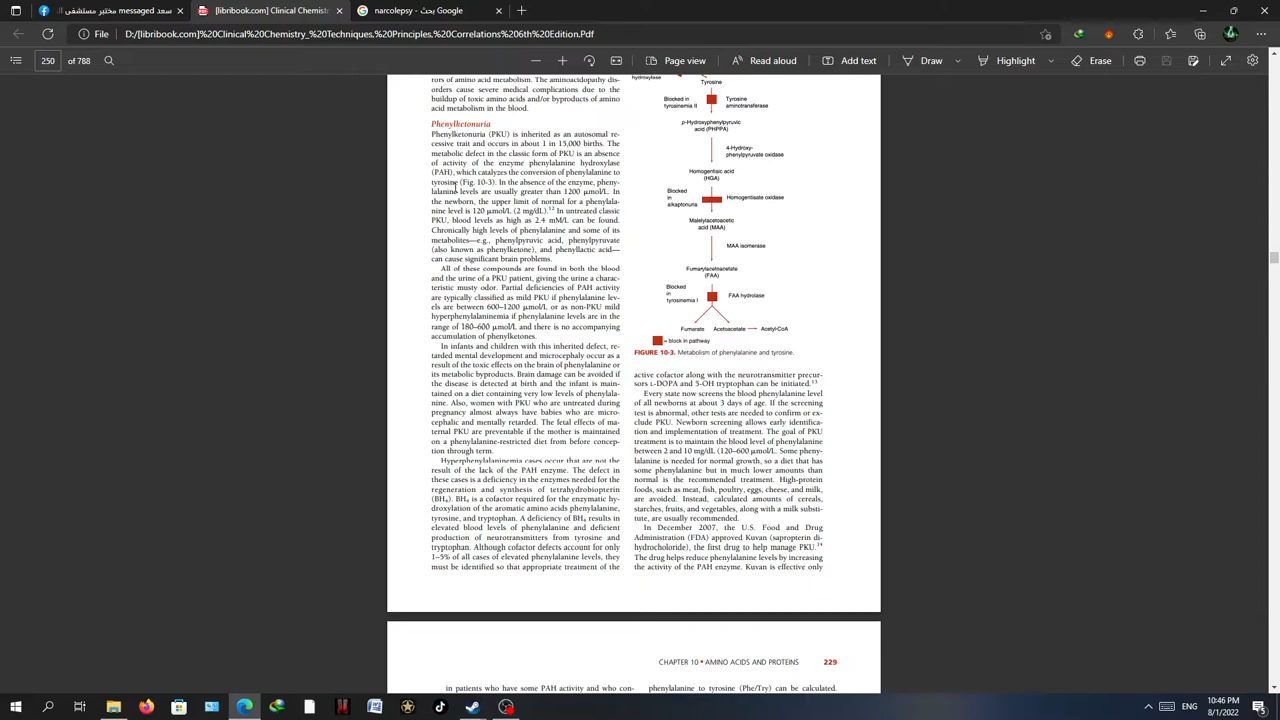 مستشفى mecidiye hastanesi ... - F
Clinical Chemistry
narcolepsy - Google Search
File
D:/[librobook.com]%20Clinical%20Chemistry_%20Techniques,%20Principles,%20Correlations,%20Edition.Pdf
Page view
Read aloud
Add text
Draw
Highlight
Erase
rors of amino acid metabolism. The aminoacidopathy dis-
orders cause severe medical complications due to the
buildup of toxic amino acids and/or byproducts of amino
acid metabolism in the blood.
Phenylketonuria
Phenylketonuria (PKU) is inherited as an autosomal re-
cessive trait and occurs in about 1 in 15,000 births. The
metabolic defect in the classic form of PKU is an absence
of activity of the enzyme phenylalanine hydroxylase
(PAH), which catalyzes the conversion of phenylalanine to
tyrosine (Fig. 10-3). In the absence of the enzyme, pheny-
lalanine levels are usually greater than 1200 μmol/L. In
the newborn, the upper limit of normal for a phenylala-
nine level is 120 μmol/L (2 mg/dL).12 In untreated classic
PKU, blood levels as high as 2.4 mM/L can be found.
Chronically high levels of phenylalanine and some of its
metabolites—e.g., phenylpyruvic acid, phenylpyruvate
(also known as phenylketone), and phenyllactic acid—
can cause significant brain problems.
All of these compounds are found in both the blood
and the urine of a PKU patient, giving the urine a charac-
teristic musty odor. Partial deficiencies of PAH activity
are typically classified as mild PKU if phenylalanine lev-
els are between 600–1200 μmol/L or as non-PKU mild
hyperphenylalaninemia if phenylalanine levels are in the
range of 180–600 μmol/L and there is no accompanying
accumulation of phenylketones.
In infants and children with this inherited defect, re-
tarded mental development and microcephaly occur as a
result of the toxic effects on the brain of phenylalanine or
its metabolic byproducts. Brain damage can be avoided if
the disease is detected at birth and the infant is main-
tained on a diet containing very low levels of phenylala-
nine. Also, women with PKU who are untreated during
pregnancy almost always have babies who are micro-
cephalic and mentally retarded. The fetal effects of ma-
ternal PKU are preventable if the mother is maintained
on a phenylalanine-restricted diet from before concep-
tion through term.
Hyperphenylalaninemia cases occur that are not the
result of the lack of the PAH enzyme. The defect in
these cases is a deficiency in the enzymes needed for the
regeneration and synthesis of tetrahydrobiopterin
(BH4). BH4 is a cofactor required for the enzymatic hy-
droxylation of the aromatic amino acids phenylalanine,
tyrosine, and tryptophan. A deficiency of BH4 results in
elevated blood levels of phenylalanine and deficient
production of neurotransmitters from tyrosine and
tryptophan. Although cofactor defects account for only
1–5% of all cases of elevated phenylalanine levels, they
must be identified so that appropriate treatment of the
hydroxylase
Tyrosine
Blocked in
tyrosinemia II
Tyrosine
aminotransferase
p-Hydroxyphenylpyruvic
acid (PHPPA)
4-Hydroxy-
phenylpyruvate oxidase
Homogentisic acid
(HGA)
Blocked
in
alkaptonuria
Homogentisate oxidase
Malelylacetoacetic
acid (MAA)
MAA isomerase
Fumarylacetoacetate
(FAA)
Blocked
in
tyrosinemia I
FAA hydrolase
Fumarate
Acetoacetate
Acetyl-CoA
= block in pathway
FIGURE 10-3. Metabolism of phenylalanine and tyrosine.
active cofactor along with the neurotransmitter precur-
sors L-DOPA and 5-OH tryptophan can be initiated.13
Every state now screens the blood phenylalanine level
of all newborns at about 3 days of age. If the screening
test is abnormal, other tests are needed to confirm or ex-
clude PKU. Newborn screening allows early identifica-
tion and implementation of treatment. The goal of PKU
treatment is to maintain the blood level of phenylalanine
between 2 and 10 mg/dL (120–600 μmol/L. Some pheny-
lalanine is needed for normal growth, so a diet that has
some phenylalanine but in much lower amounts than
normal is the recommended treatment. High-protein
foods, such as meat, fish, poultry, eggs, cheese, and milk,
are avoided. Instead, calculated amounts of cereals,
starches, fruits, and vegetables, along with a milk substi-
tute, are usually recommended.
In December 2007, the U.S. Food and Drug
Administration (FDA) approved Kuvan (sapropterin di-
hydrocholoride), the first drug to help manage PKU.14
The drug helps reduce phenylalanine levels by increasing
the activity of the PAH enzyme. Kuvan is effective only
CHAPTER 10 • AMINO ACIDS AND PROTEINS
229
in patients who have some PAH activity and who con-
phenylalanine to tyrosine (Phe/Try) can be calculated.
ENG
10:46 PM
8/1/2022